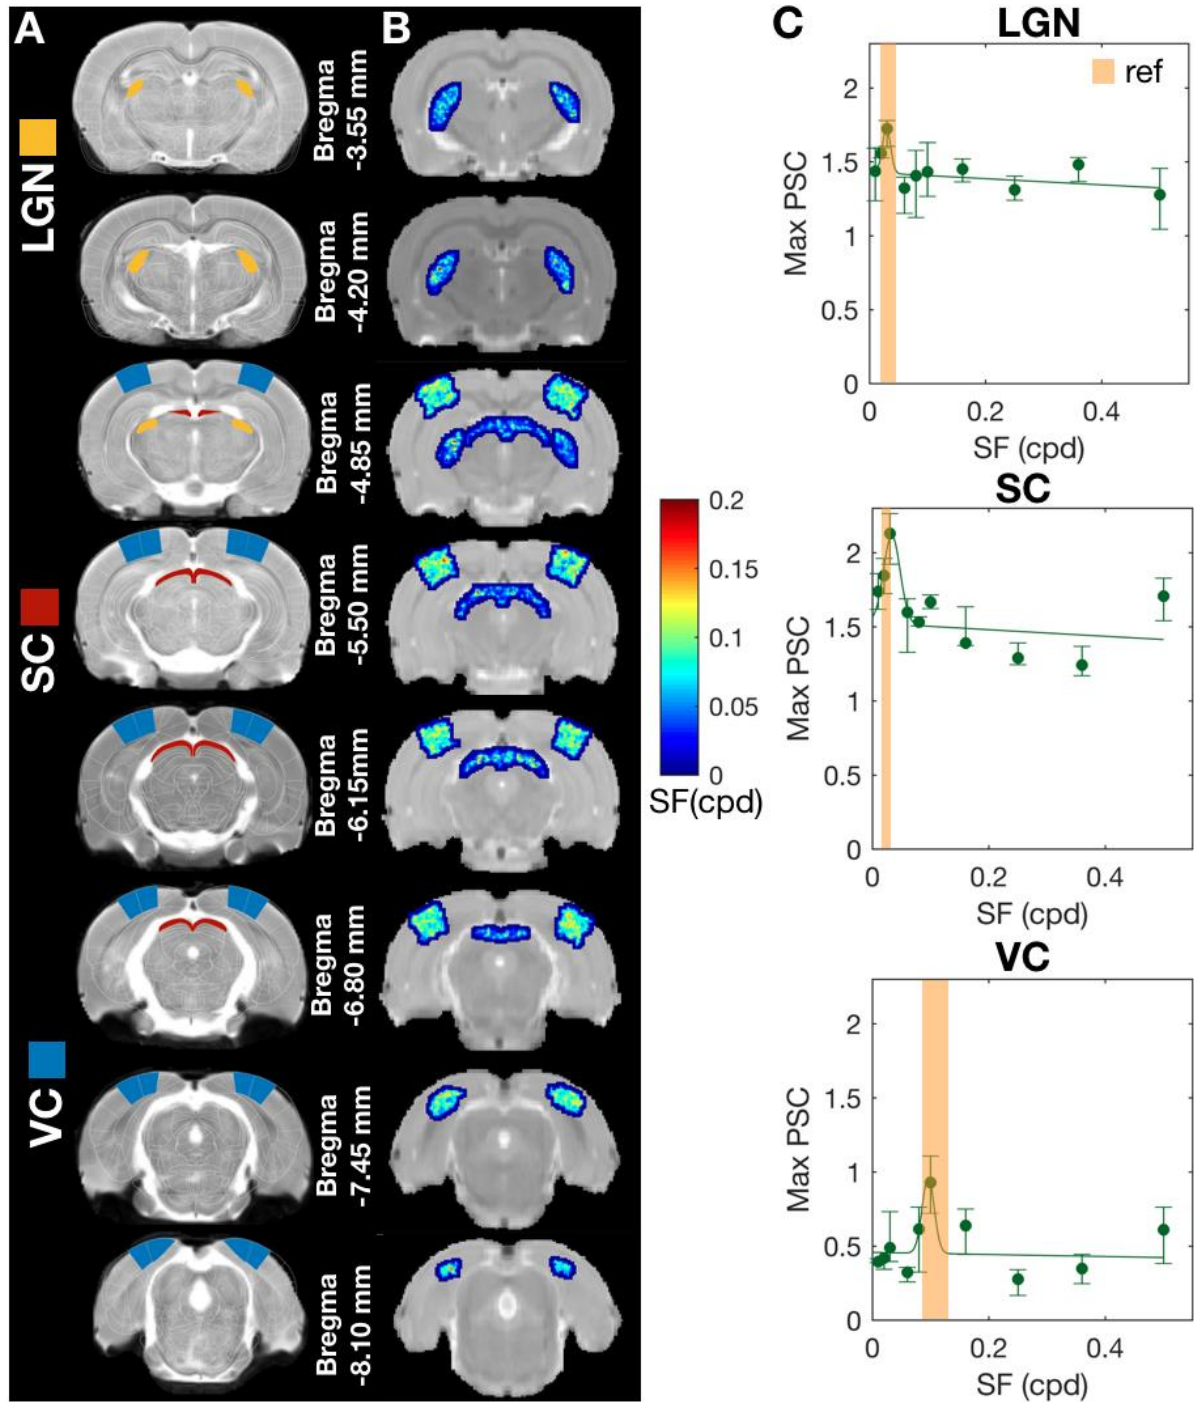 A
B
C
LGN
SC
VC
Bregma
-3.55 mm
Bregma
-4.20 mm
Bregma
-4.85 mm
Bregma
-5.50 mm
Bregma
-6.15mm
Bregma
-6.80 mm
Bregma
-7.45 mm
Bregma
-8.10 mm
0.2
0.15
0.1
0.05
0
SF(cpd)
LGN
ref
2
1.5
1
0.5
0
Max PSC
0 0.2 0.4
SF (cpd)
SC
2
1.5
1
0.5
0
Max PSC
0 0.2 0.4
SF (cpd)
VC
2
1.5
1
0.5
0
Max PSC
0 0.2 0.4
SF (cpd)